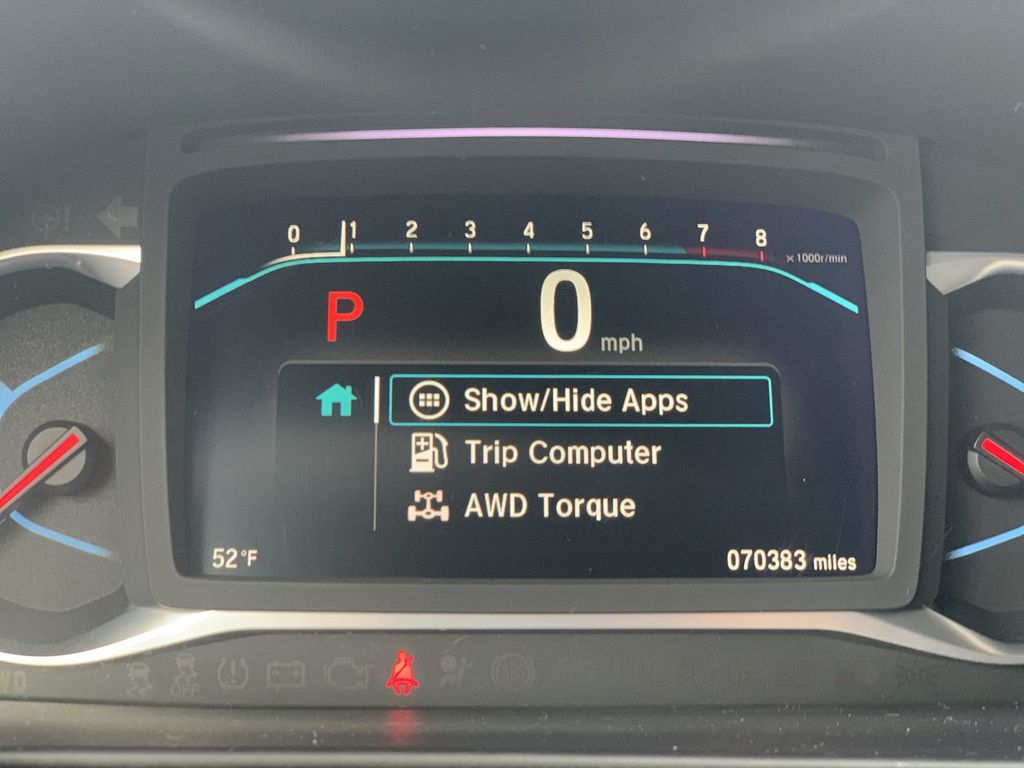 0 1 2 3 4 5 6 7 8
× 1000r/min
P 0 mph
Show/Hide Apps
Trip Computer
AWD Torque
52°F 070383 miles
OFF